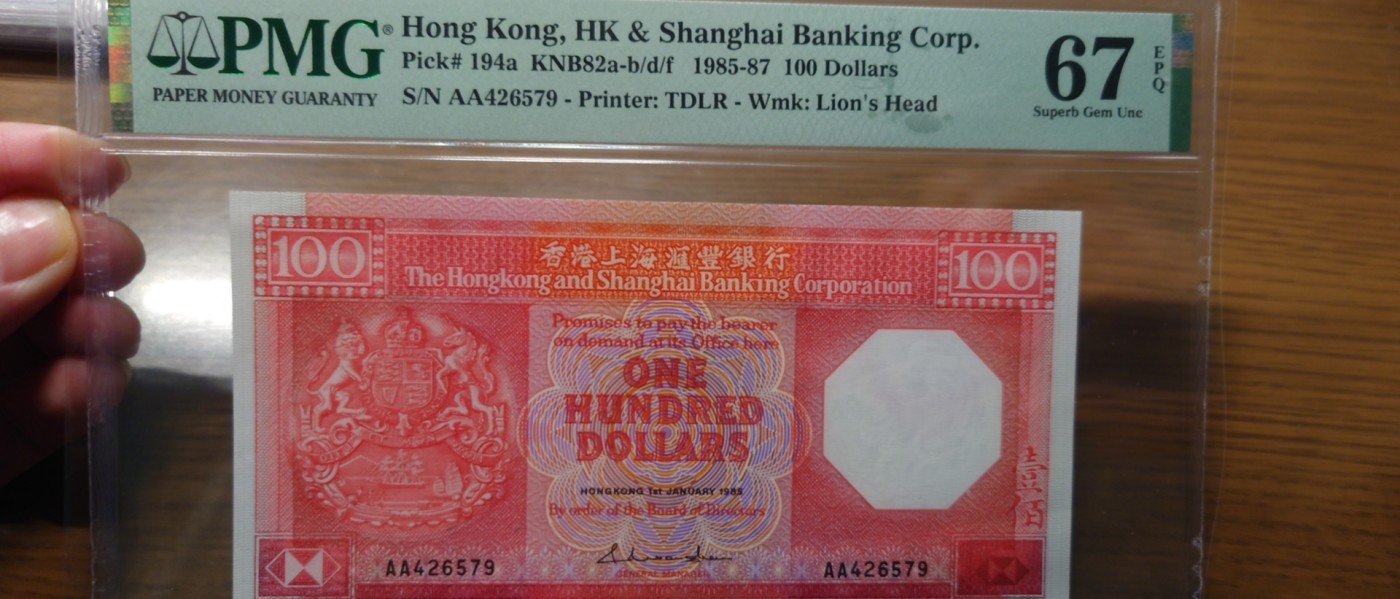 PMG®
PAPER MONEY GUARANTY
Hong Kong, HK & Shanghai Banking Corp.
Pick# 194a KNB82a-b/d/f 1985-87 100 Dollars
S/N AA426579 - Printer: TDLR - Wmk: Lion's Head
67
EPQ
Superb Gem Unc
100
香港上海滙豐銀行
The Hongkong and Shanghai Banking Corporation
100
Promises to pay the bearer
on demand at its Office here
ONE
HUNDRED
DOLLARS
HONGKONG 1st JANUARY 1985
By order of the Board of Directors
壹佰
AA426579
GENERAL MANAGER
AA426579